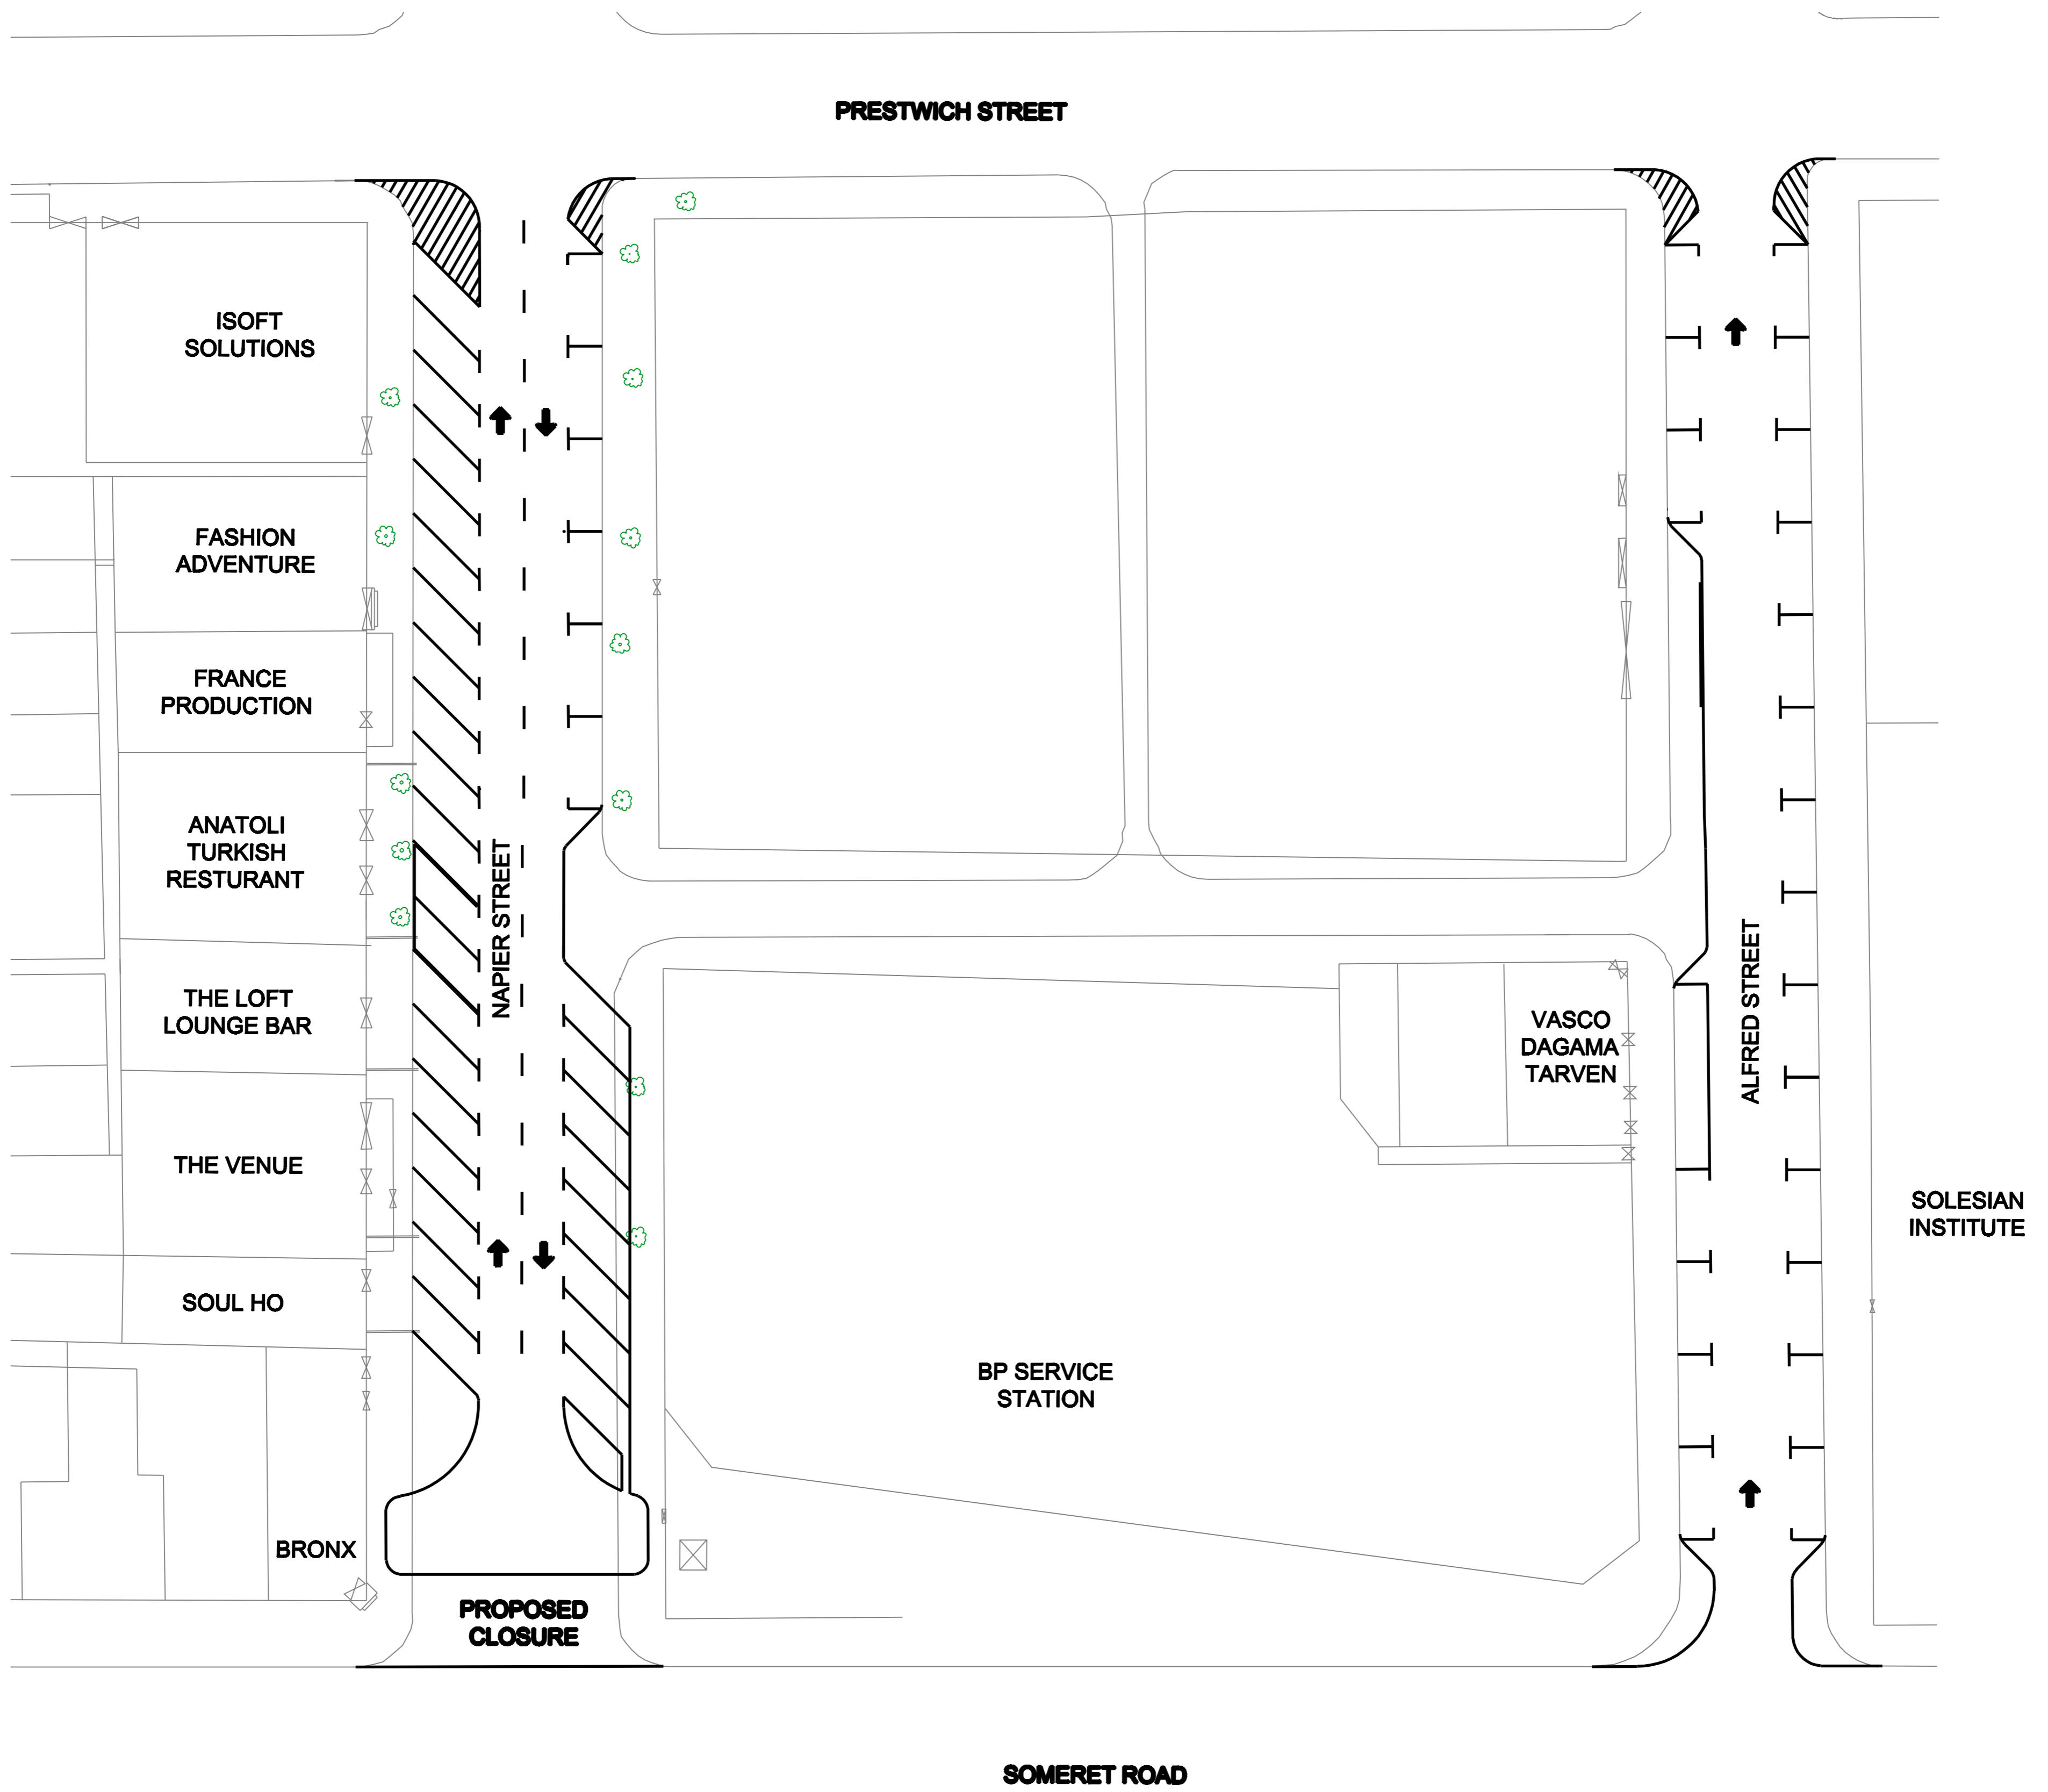 PRESTWICH STREET
ISOFT
SOLUTIONS
FASHION
ADVENTURE
FRANCE
PRODUCTION
ANATOLI
TURKISH
RESTURANT
THE LOFT
LOUNGE BAR
THE VENUE
SOUL HO
BRONX
NAPIER STREET
PROPOSED
CLOSURE
BP SERVICE
STATION
VASCO
DAGAMA
TARVEN
ALFRED STREET
SOLESIAN
INSTITUTE
SOMERET ROAD